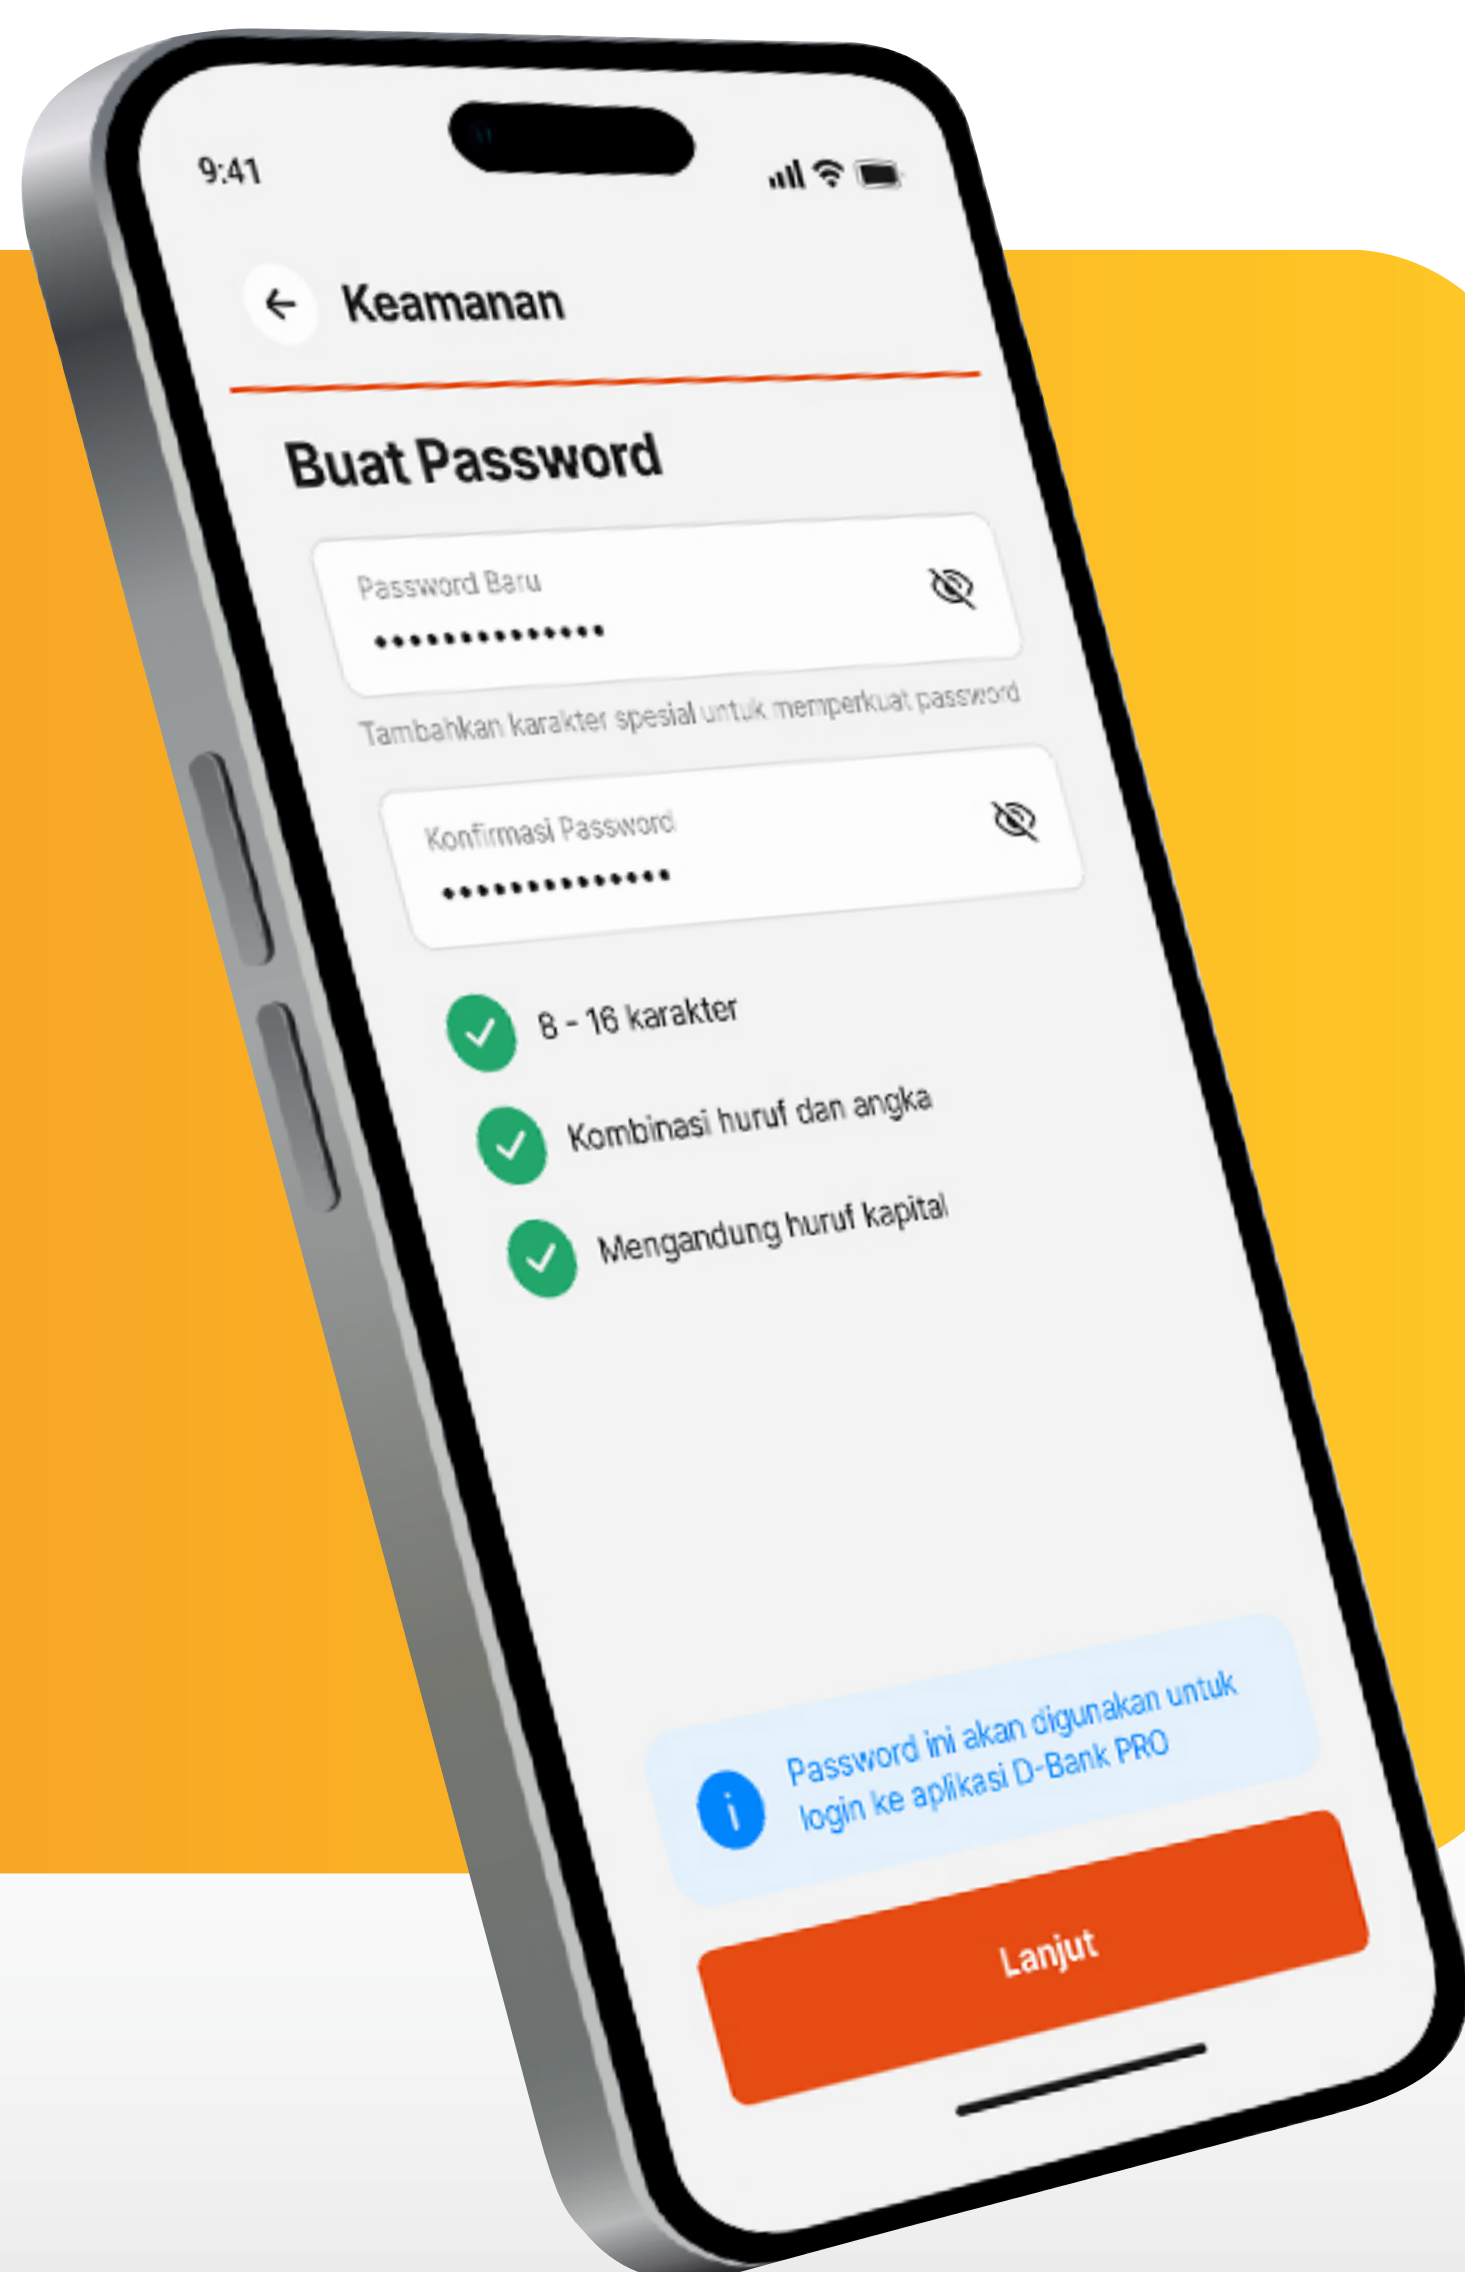 9:41
Keamanan
Buat Password
Password Baru
••••••••••••••
Tambahkan karakter spesial untuk memperkuat password
Konfirmasi Password
••••••••••••••
8 - 16 karakter
Kombinasi huruf dan angka
Mengandung huruf kapital
Password ini akan digunakan untuk
login ke aplikasi D-Bank PRO
Lanjut